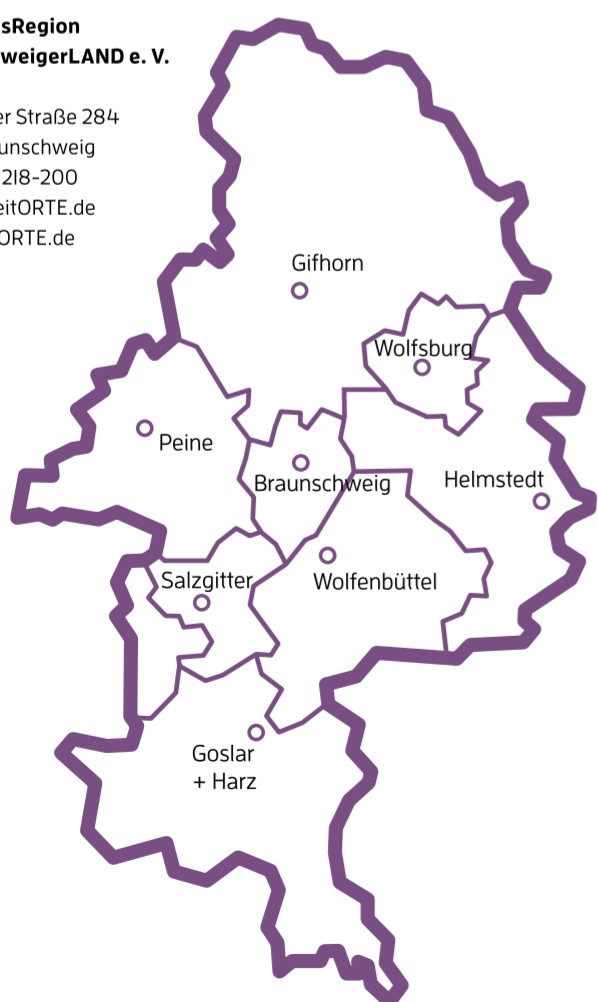 sRegion
weigerLAND e. V.
er Straße 284
unschweig
218-200
eitORTE.de
ORTE.de
Gifhorn
Wolfsburg
Peine
Braunschweig
Helmstedt
Salzgitter
Wolfenbüttel
Goslar
+ Harz